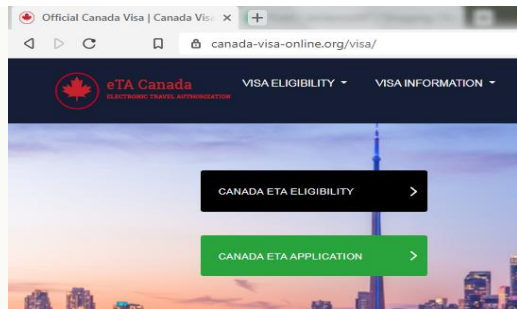 Official Canada Visa | Canada Vis
canada-visa-online.org/visa/
eTA Canada
ELECTRONIC TRAVEL AUTHORIZATION
VISA ELIGIBILITY
VISA INFORMATION
CANADA ETA ELIGIBILITY
CANADA ETA APPLICATION